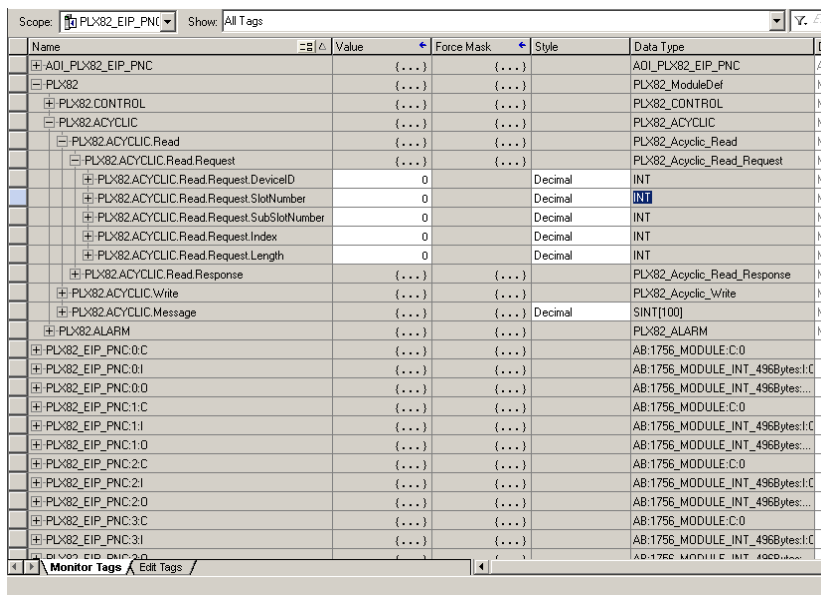 Scope: PLX82_EIP_PNC Show: All Tags
Name Value Force Mask Style Data Type
AOI_PLX82_EIP_PNC {...} {...} AOI_PLX82_EIP_PNC
PLX82 {...} {...} PLX82_ModuleDef
PLX82.CONTROL {...} {...} PLX82_CONTROL
PLX82.ACYCLIC {...} {...} PLX82_ACYCLIC
PLX82.ACYCLIC.Read {...} {...} PLX82_Acyclic_Read
PLX82.ACYCLIC.Read.Request {...} {...} PLX82_Acyclic_Read_Request
PLX82.ACYCLIC.Read.Request.DeviceID 0 Decimal INT
PLX82.ACYCLIC.Read.Request.SlotNumber 0 Decimal INT
PLX82.ACYCLIC.Read.Request.SubSlotNumber 0 Decimal INT
PLX82.ACYCLIC.Read.Request.Index 0 Decimal INT
PLX82.ACYCLIC.Read.Request.Length 0 Decimal INT
PLX82.ACYCLIC.Read.Response {...} {...} PLX82_Acyclic_Read_Response
PLX82.ACYCLIC.Write {...} {...} PLX82_Acyclic_Write
PLX82.ACYCLIC.Message {...} {...} Decimal SINT[100]
PLX82.ALARM {...} {...} PLX82_ALARM
PLX82_EIP_PNC:0:C {...} {...} AB:1756_MODULE:C:0
PLX82_EIP_PNC:0:I {...} {...} AB:1756_MODULE_INT_496Bytes:I:0
PLX82_EIP_PNC:0:O {...} {...} AB:1756_MODULE_INT_496Bytes:...
PLX82_EIP_PNC:1:C {...} {...} AB:1756_MODULE:C:0
PLX82_EIP_PNC:1:I {...} {...} AB:1756_MODULE_INT_496Bytes:I:0
PLX82_EIP_PNC:1:O {...} {...} AB:1756_MODULE_INT_496Bytes:...
PLX82_EIP_PNC:2:C {...} {...} AB:1756_MODULE:C:0
PLX82_EIP_PNC:2:I {...} {...} AB:1756_MODULE_INT_496Bytes:I:0
PLX82_EIP_PNC:2:O {...} {...} AB:1756_MODULE_INT_496Bytes:...
PLX82_EIP_PNC:3:C {...} {...} AB:1756_MODULE:C:0
PLX82_EIP_PNC:3:I {...} {...} AB:1756_MODULE_INT_496Bytes:I:0
Monitor Tags Edit Tags